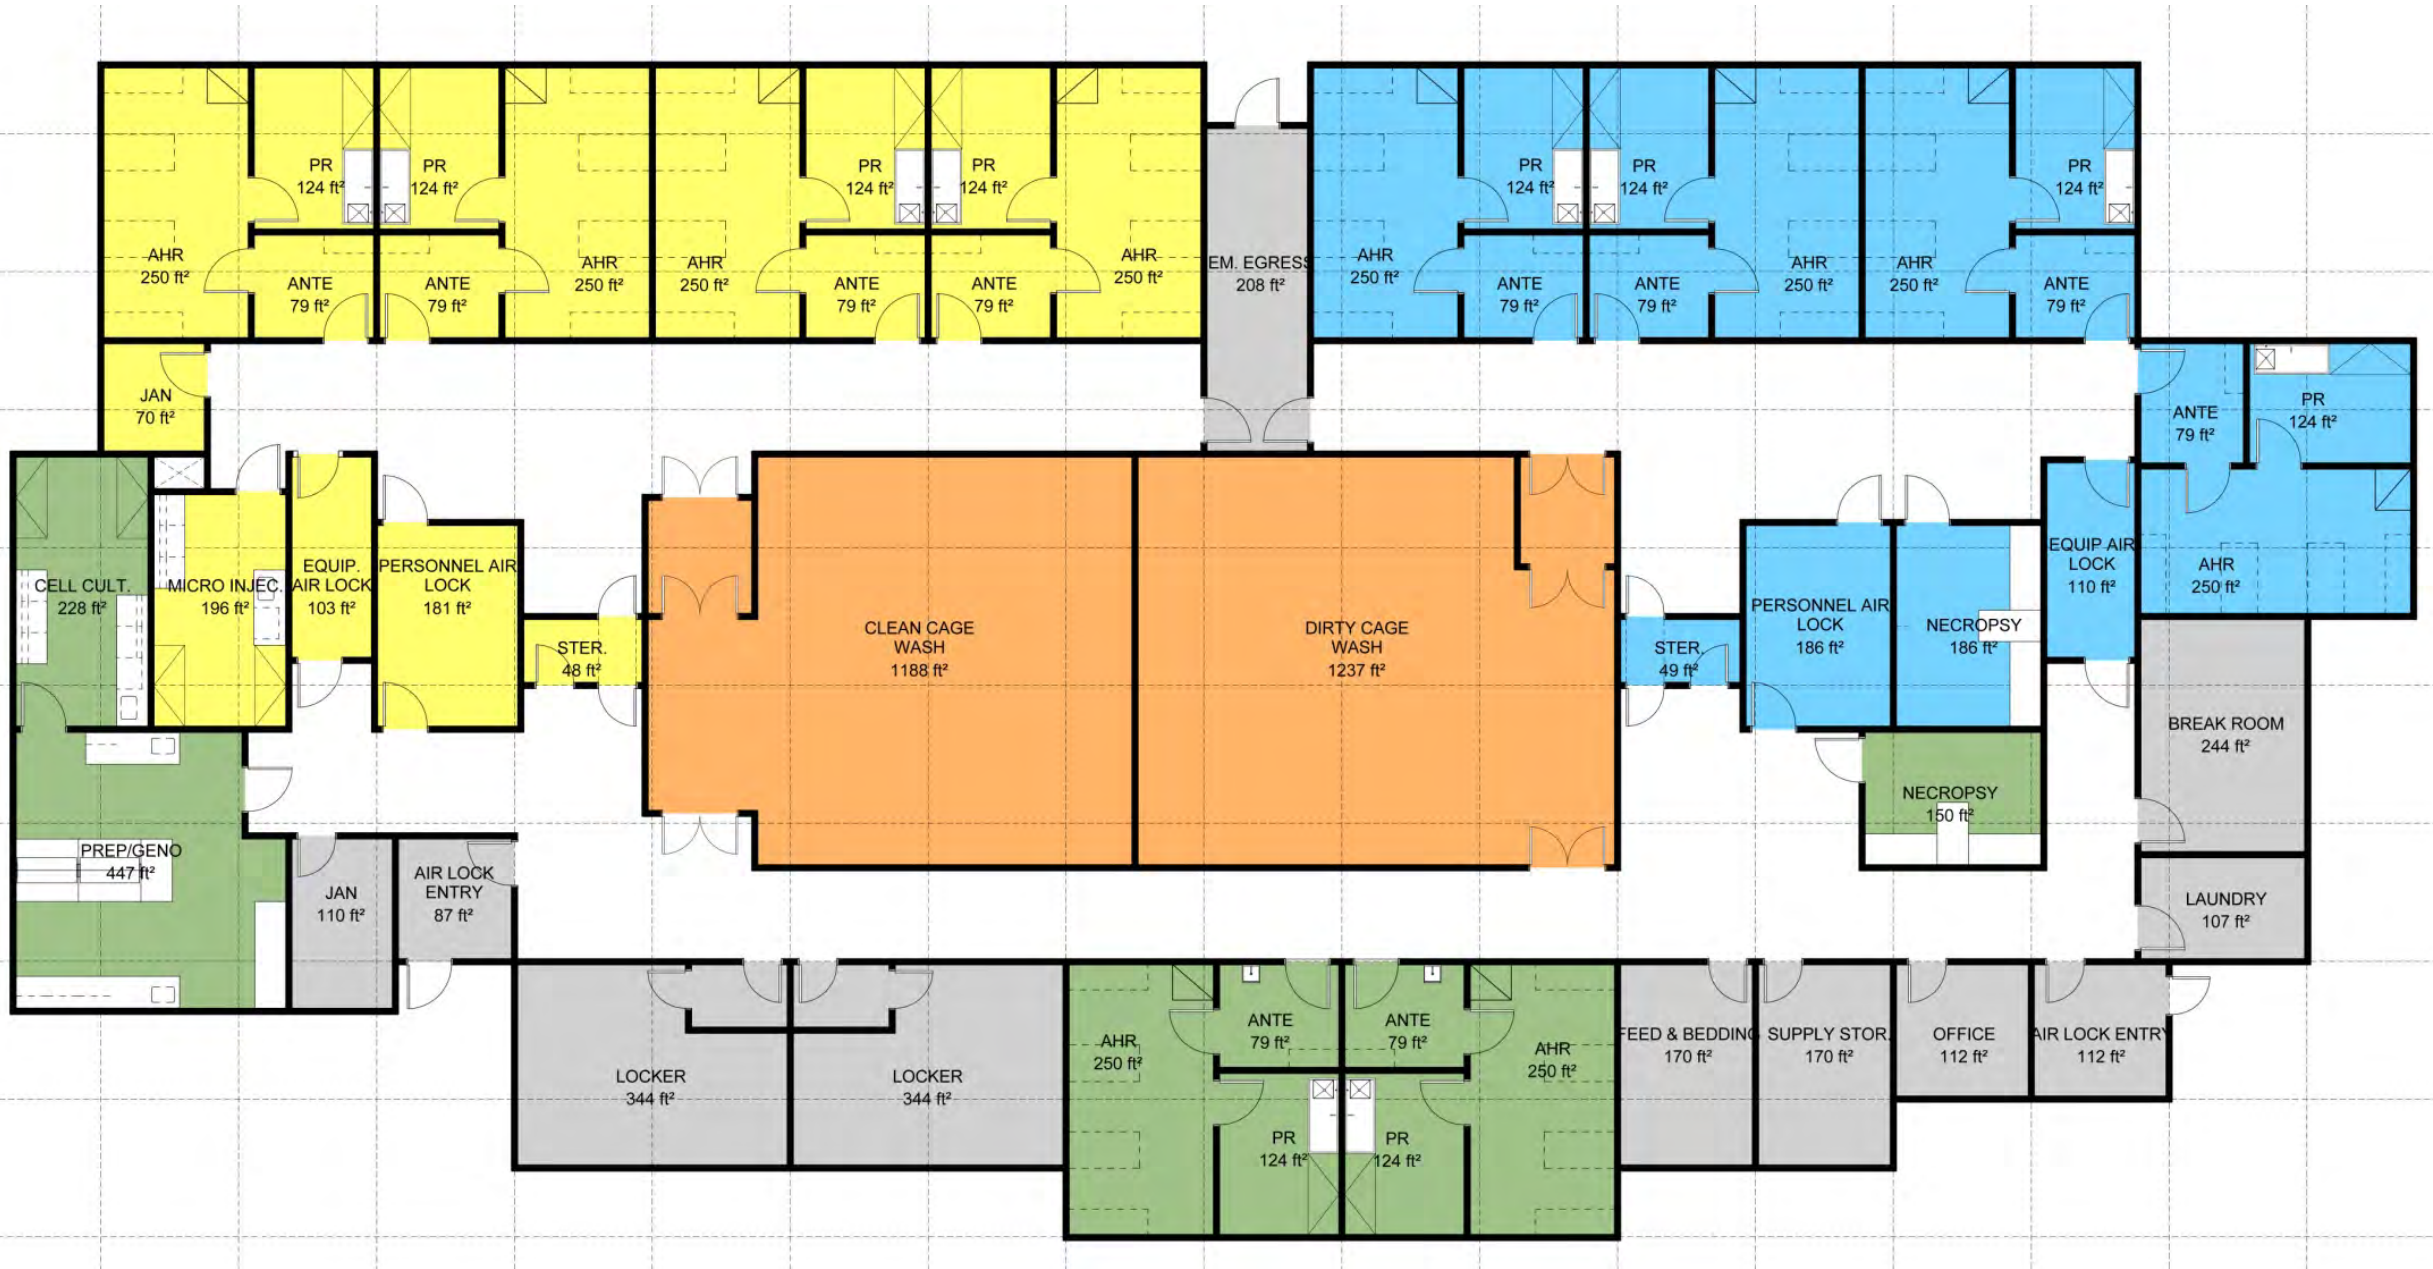 PR
124 ft²
PR
124 ft²
PR
124 ft²
PR
124 ft²
PR
124 ft²
PR
124 ft²
PR
124 ft²
AHR
250 ft²
ANTE
79 ft²
ANTE
79 ft²
AHR
250 ft²
AHR
250 ft²
ANTE
79 ft²
ANTE
79 ft²
AHR
250 ft²
EM. EGRESS
208 ft²
AHR
250 ft²
ANTE
79 ft²
ANTE
79 ft²
AHR
250 ft²
AHR
250 ft²
ANTE
79 ft²
JAN
70 ft²
ANTE
79 ft²
PR
124 ft²
CELL CULT.
228 ft²
MICRO INJEC.
196 ft²
EQUIP.
AIR LOCK
103 ft²
PERSONNEL AIR
LOCK
181 ft²
STER.
48 ft²
CLEAN CAGE
WASH
1188 ft²
DIRTY CAGE
WASH
1237 ft²
STER.
49 ft²
PERSONNEL AIR
LOCK
186 ft²
NECROPSY
186 ft²
EQUIP AIR
LOCK
110 ft²
AHR
250 ft²
BREAK ROOM
244 ft²
NECROPSY
150 ft²
PREP/GENO
447 ft²
JAN
110 ft²
AIR LOCK
ENTRY
87 ft²
LAUNDRY
107 ft²
LOCKER
344 ft²
LOCKER
344 ft²
AHR
250 ft²
ANTE
79 ft²
ANTE
79 ft²
AHR
250 ft²
PR
124 ft²
PR
124 ft²
FEED & BEDDING
170 ft²
SUPPLY STOR.
170 ft²
OFFICE
112 ft²
AIR LOCK ENTRY
112 ft²